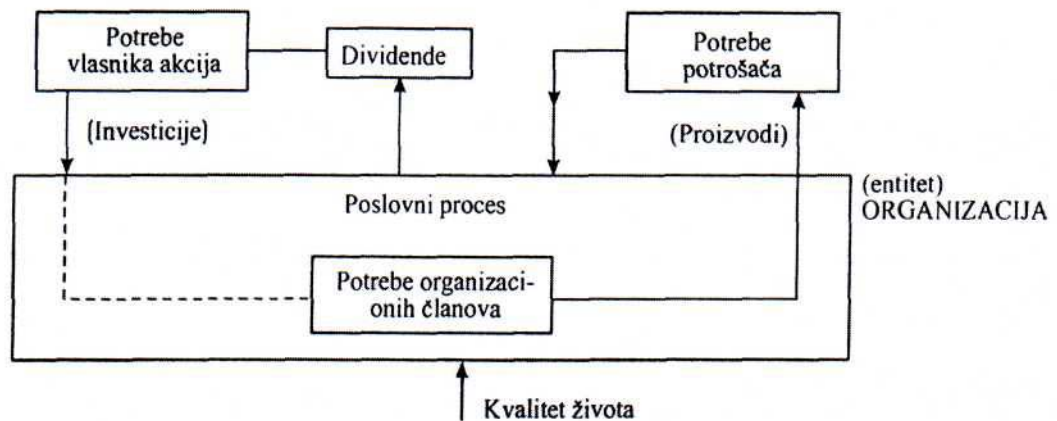 Potrebe
vlasnika akcija
Dividende
Potrebe
potrošača
(Investicije)
(Proizvodi)
(entitet)
ORGANIZACIJA
Poslovni proces
Potrebe organizaci-
onih članova
Kvalitet života